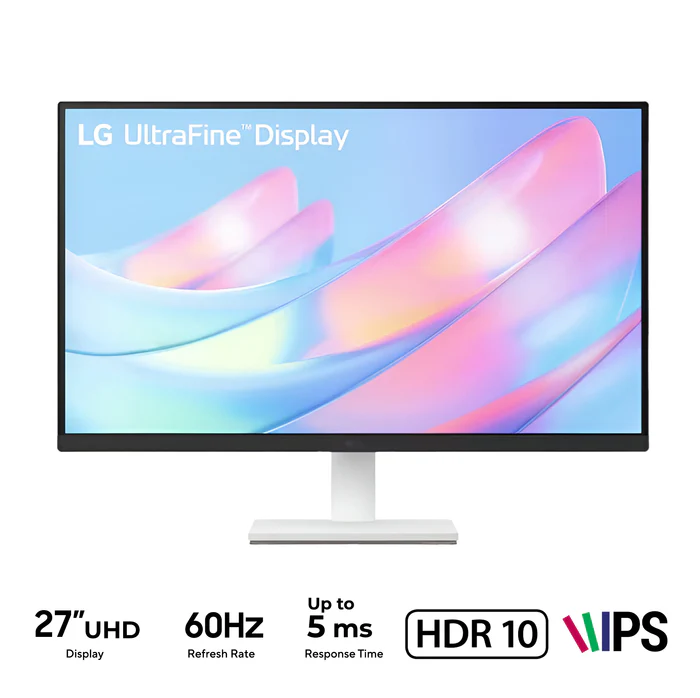 LG UltraFine™ Display
27" UHD
Display
60Hz
Refresh Rate
Up to
5 ms
Response Time
HDR 10
IPS